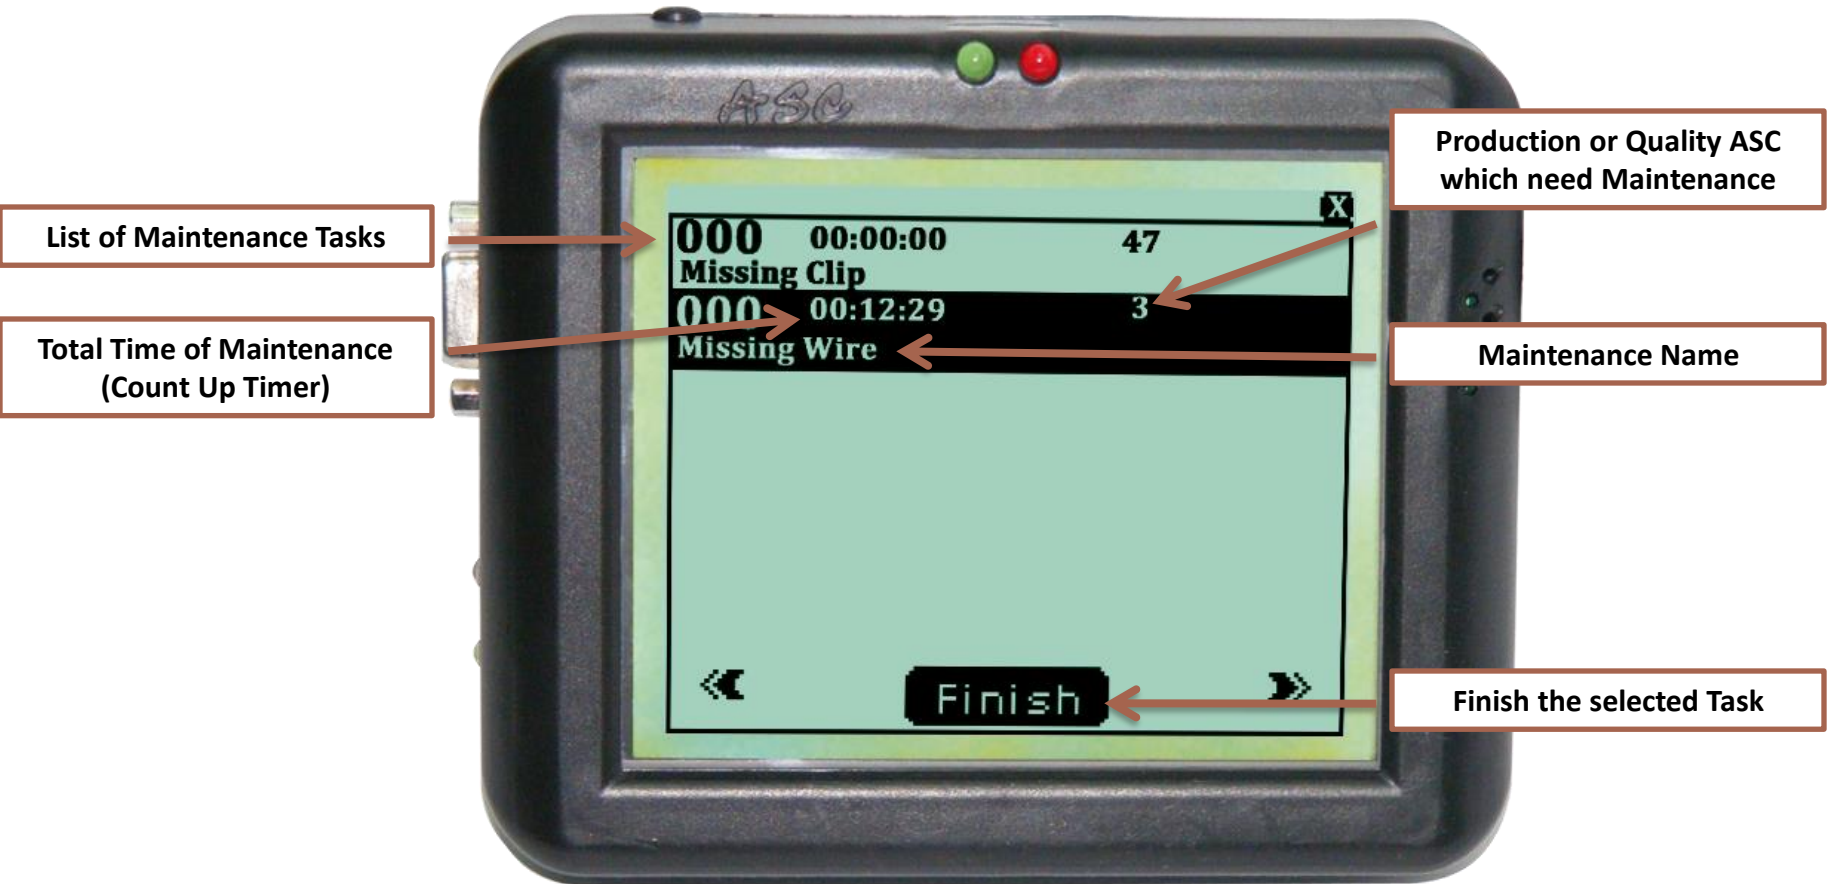 ASC
Production or Quality ASC
which need Maintenance
List of Maintenance Tasks
X
000 00:00:00 47
Missing Clip
000 00:12:29 3
Missing Wire
Total Time of Maintenance
(Count Up Timer)
Maintenance Name
Finish
Finish the selected Task